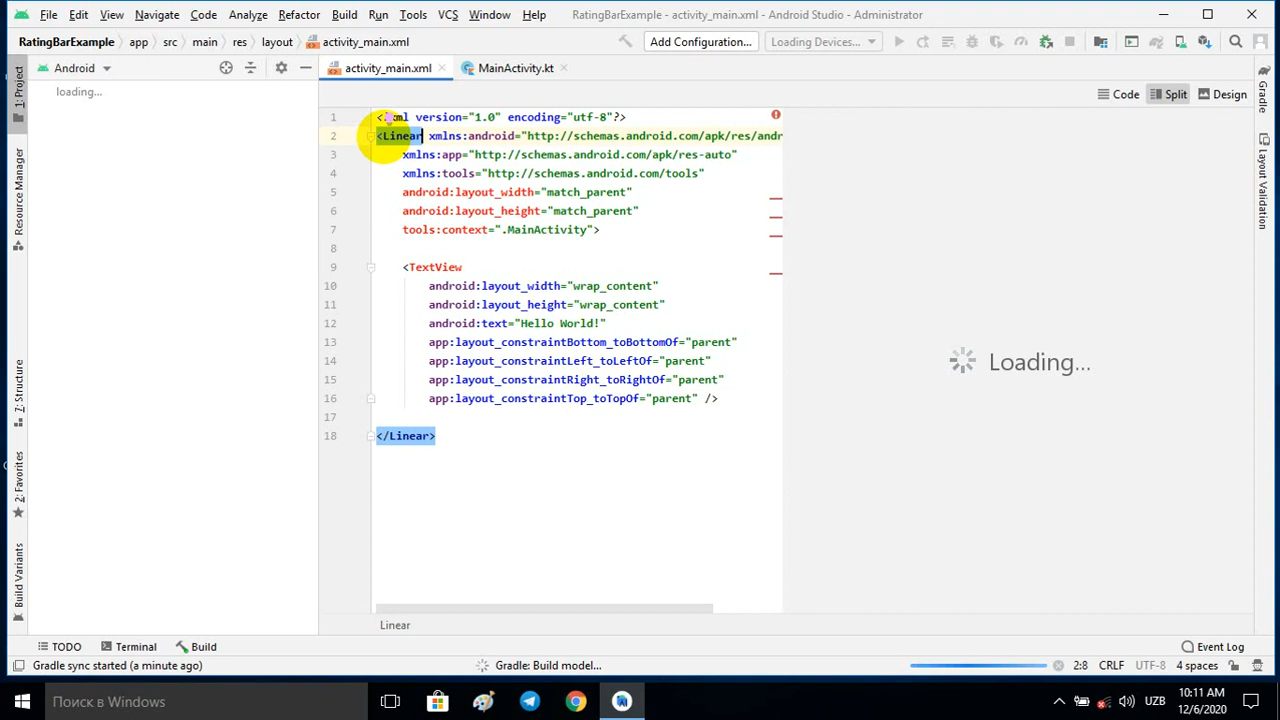 File Edit View Navigate Code Analyze Refactor Build Run Tools VCS Window Help RatingBarExample - activity_main.xml - Android Studio - Administrator
RatingBarExample app src main res layout activity_main.xml Add Configuration... Loading Devices...
1: Project
Resource Manager
7: Structure
2: Favorites
Build Variants
Android
loading...
activity_main.xml MainActivity.kt
Code Split Design
1 <?xml version="1.0" encoding="utf-8"?>
2 <Linear xmlns:android="http://schemas.android.com/apk/res/andr
3 xmlns:app="http://schemas.android.com/apk/res-auto"
4 xmlns:tools="http://schemas.android.com/tools"
5 android:layout_width="match_parent"
6 android:layout_height="match_parent"
7 tools:context=".MainActivity">
8
9 <TextView
10 android:layout_width="wrap_content"
11 android:layout_height="wrap_content"
12 android:text="Hello World!"
13 app:layout_constraintBottom_toBottomOf="parent"
14 app:layout_constraintLeft_toLeftOf="parent"
15 app:layout_constraintRight_toRightOf="parent"
16 app:layout_constraintTop_toTopOf="parent" />
17
18 </Linear>
Loading...
Gradle
Layout Validation
Linear
TODO Terminal Build Event Log
Gradle sync started (a minute ago) Gradle: Build model... 2:8 CRLF UTF-8 4 spaces
Поиск в Windows UZB 10:11 AM
12/6/2020